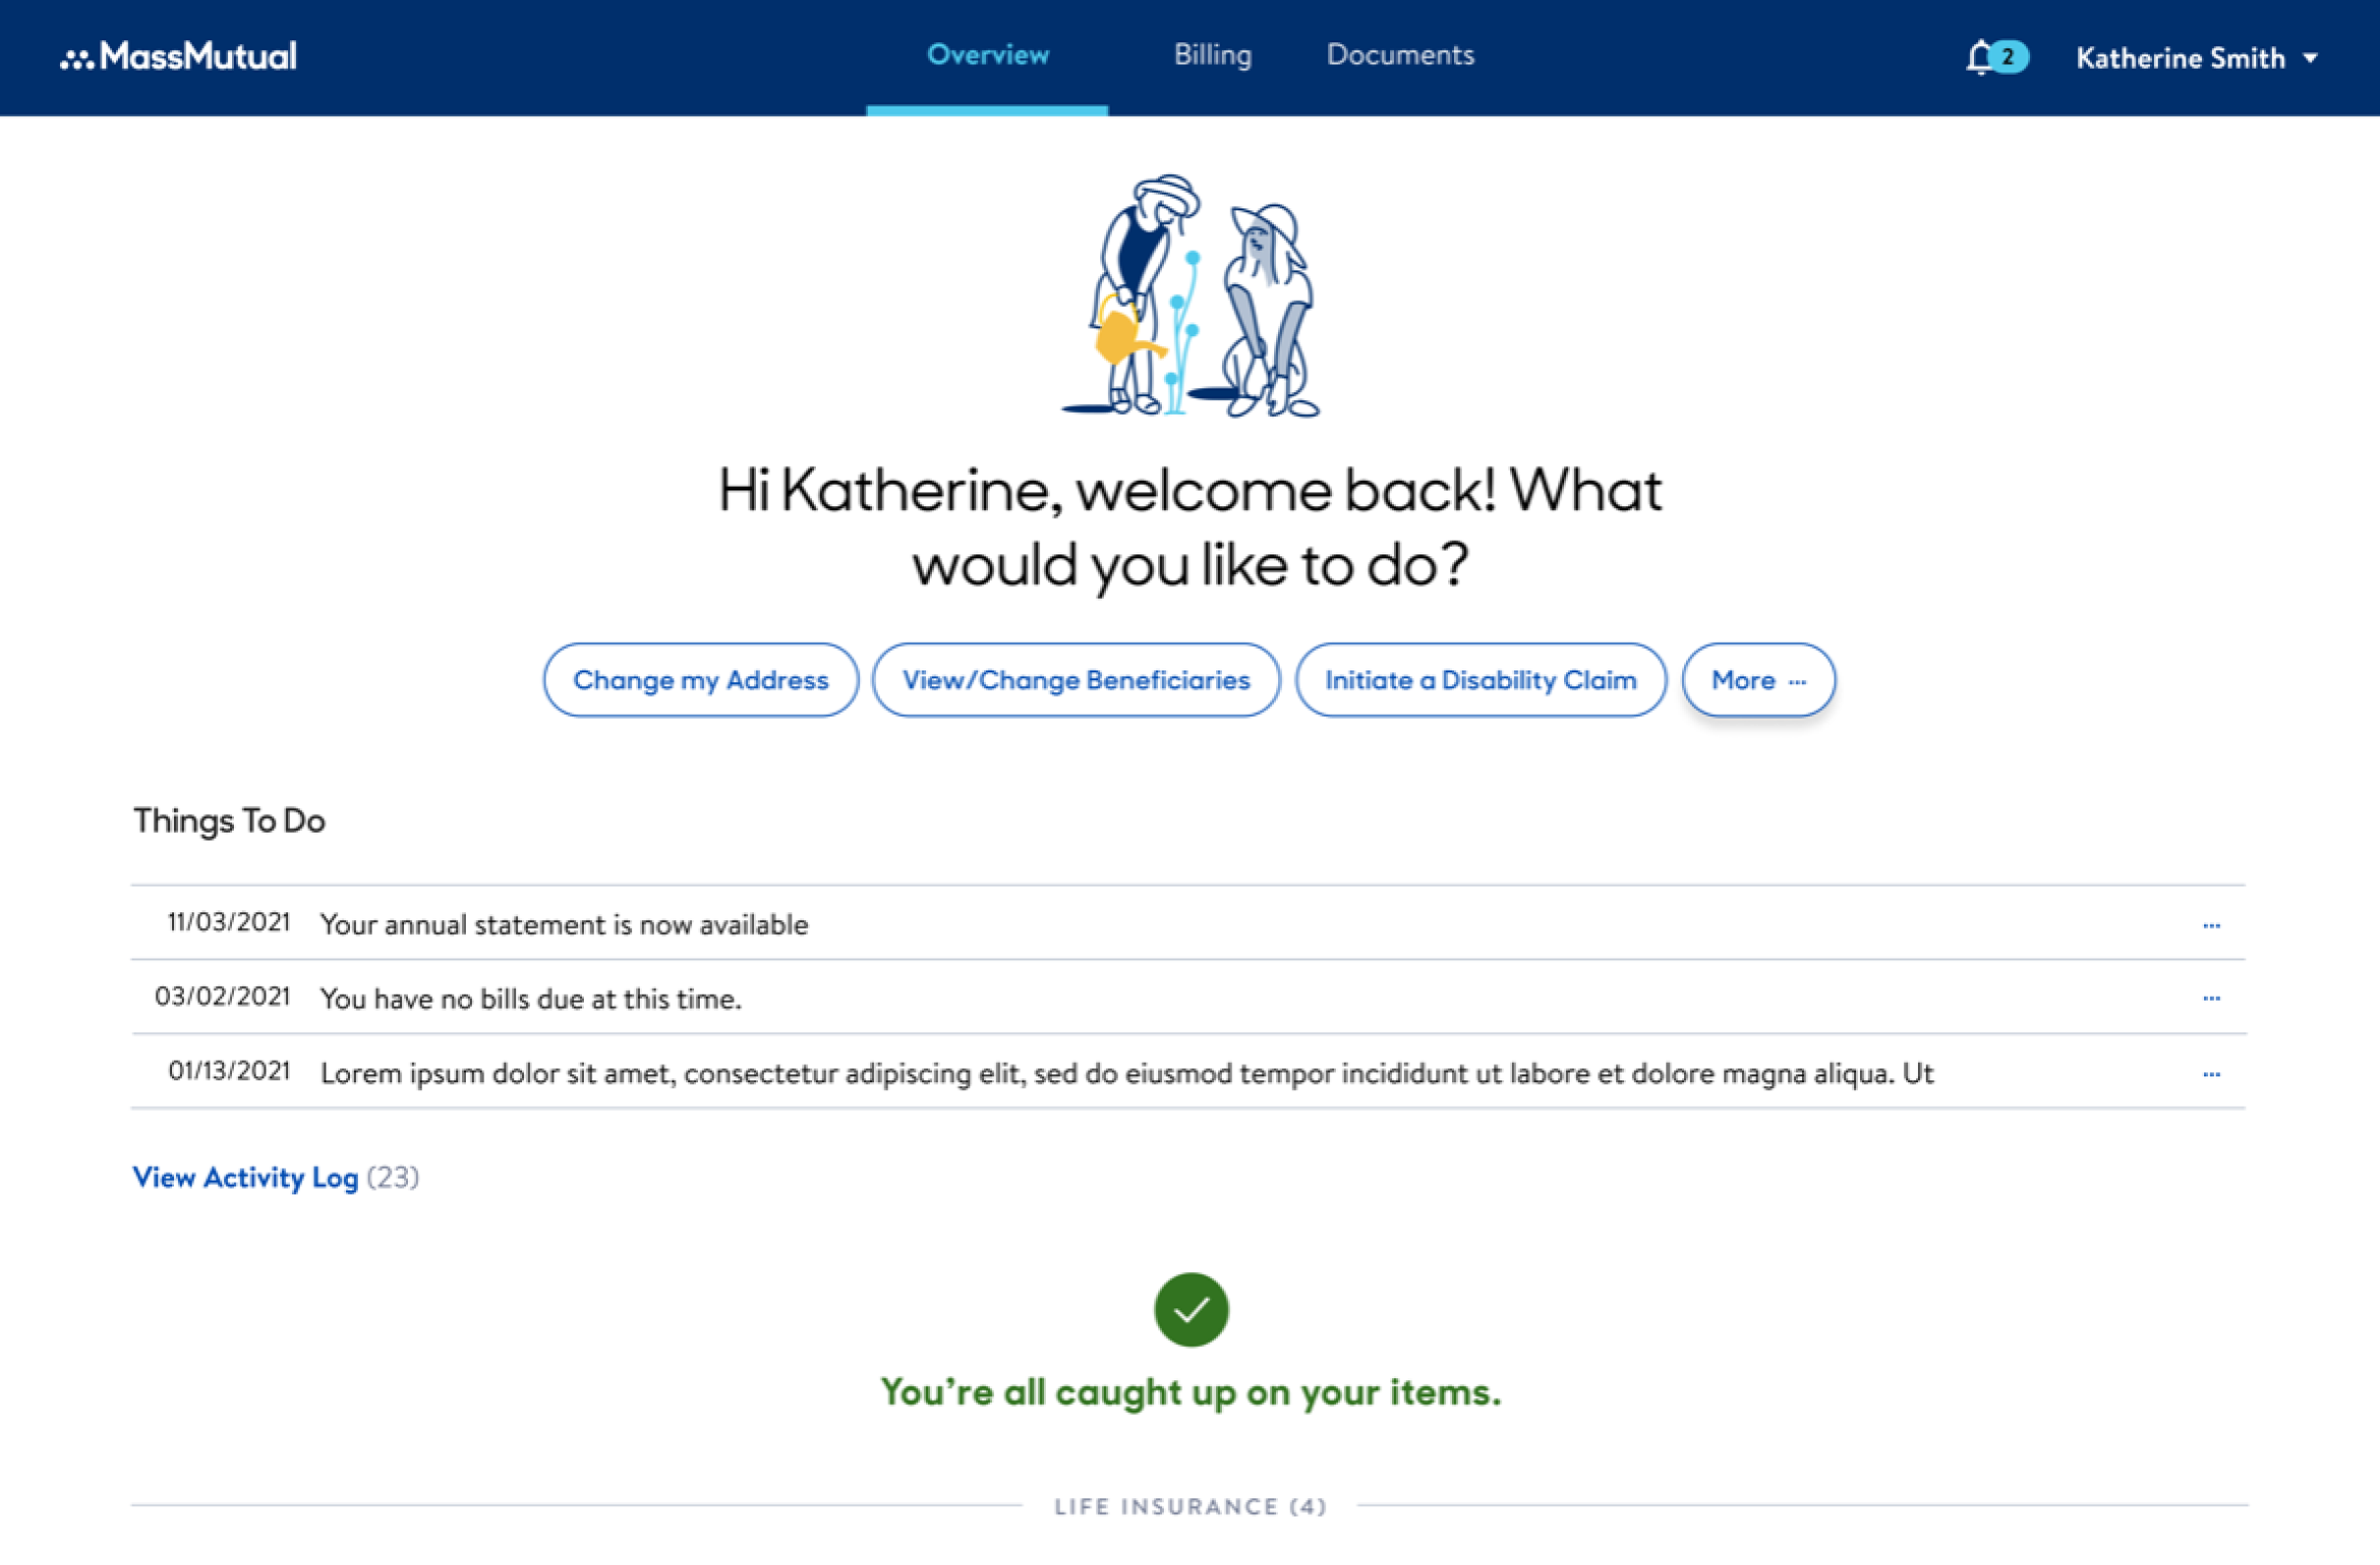 MassMutual
Overview
Billing
Documents
2
Katherine Smith
Hi Katherine, welcome back! What
would you like to do?
Change my Address
View/Change Beneficiaries
Initiate a Disability Claim
More ...
Things To Do
11/03/2021 Your annual statement is now available ...
03/02/2021 You have no bills due at this time. ...
01/13/2021 Lorem ipsum dolor sit amet, consectetur adipiscing elit, sed do eiusmod tempor incididunt ut labore et dolore magna aliqua. Ut ...
View Activity Log (23)
You're all caught up on your items.
LIFE INSURANCE (4)